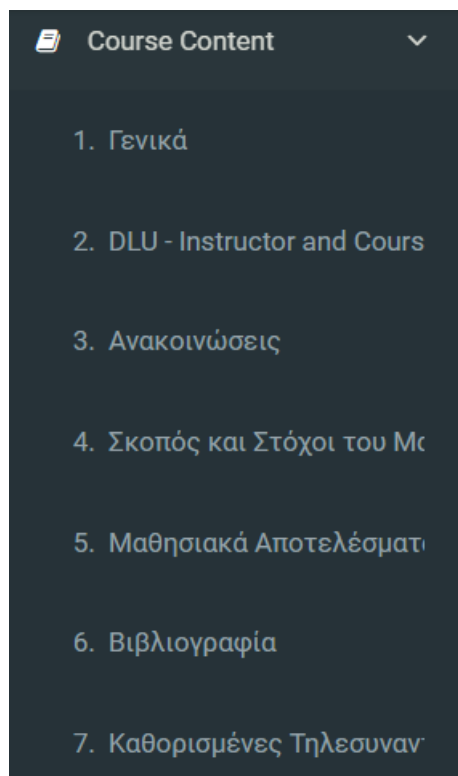 Course Content
1. Γενικά
2. DLU - Instructor and Cours
3. Ανακοινώσεις
4. Σκοπός και Στόχοι του
5. Μαθησιακά
6. Βιβλιογραφία
7. Καθορισμένες